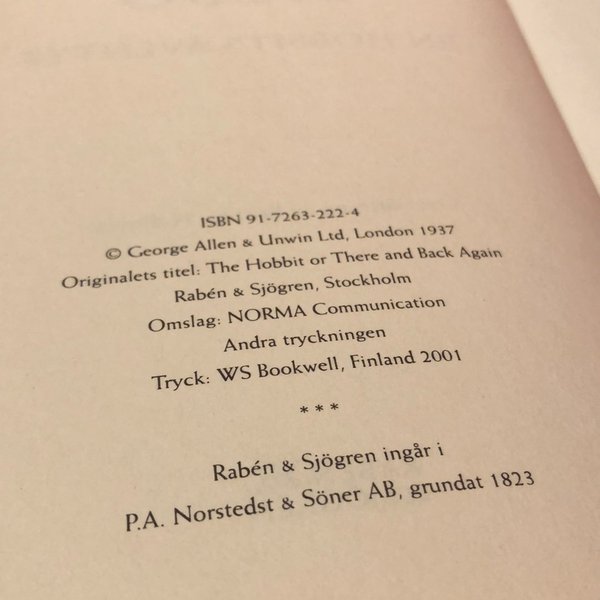 ISBN 91-7263-222-4
© George Allen & Unwin Ltd, London 1937
Originalets titel: The Hobbit or There and Back Again
Rabén & Sjögren, Stockholm
Omslag: NORMA Communication
Andra tryckningen
Tryck: WS Bookwell, Finland 2001
***
Rabén & Sjögren ingår i
P.A. Norstedst & Söner AB, grundat 1823